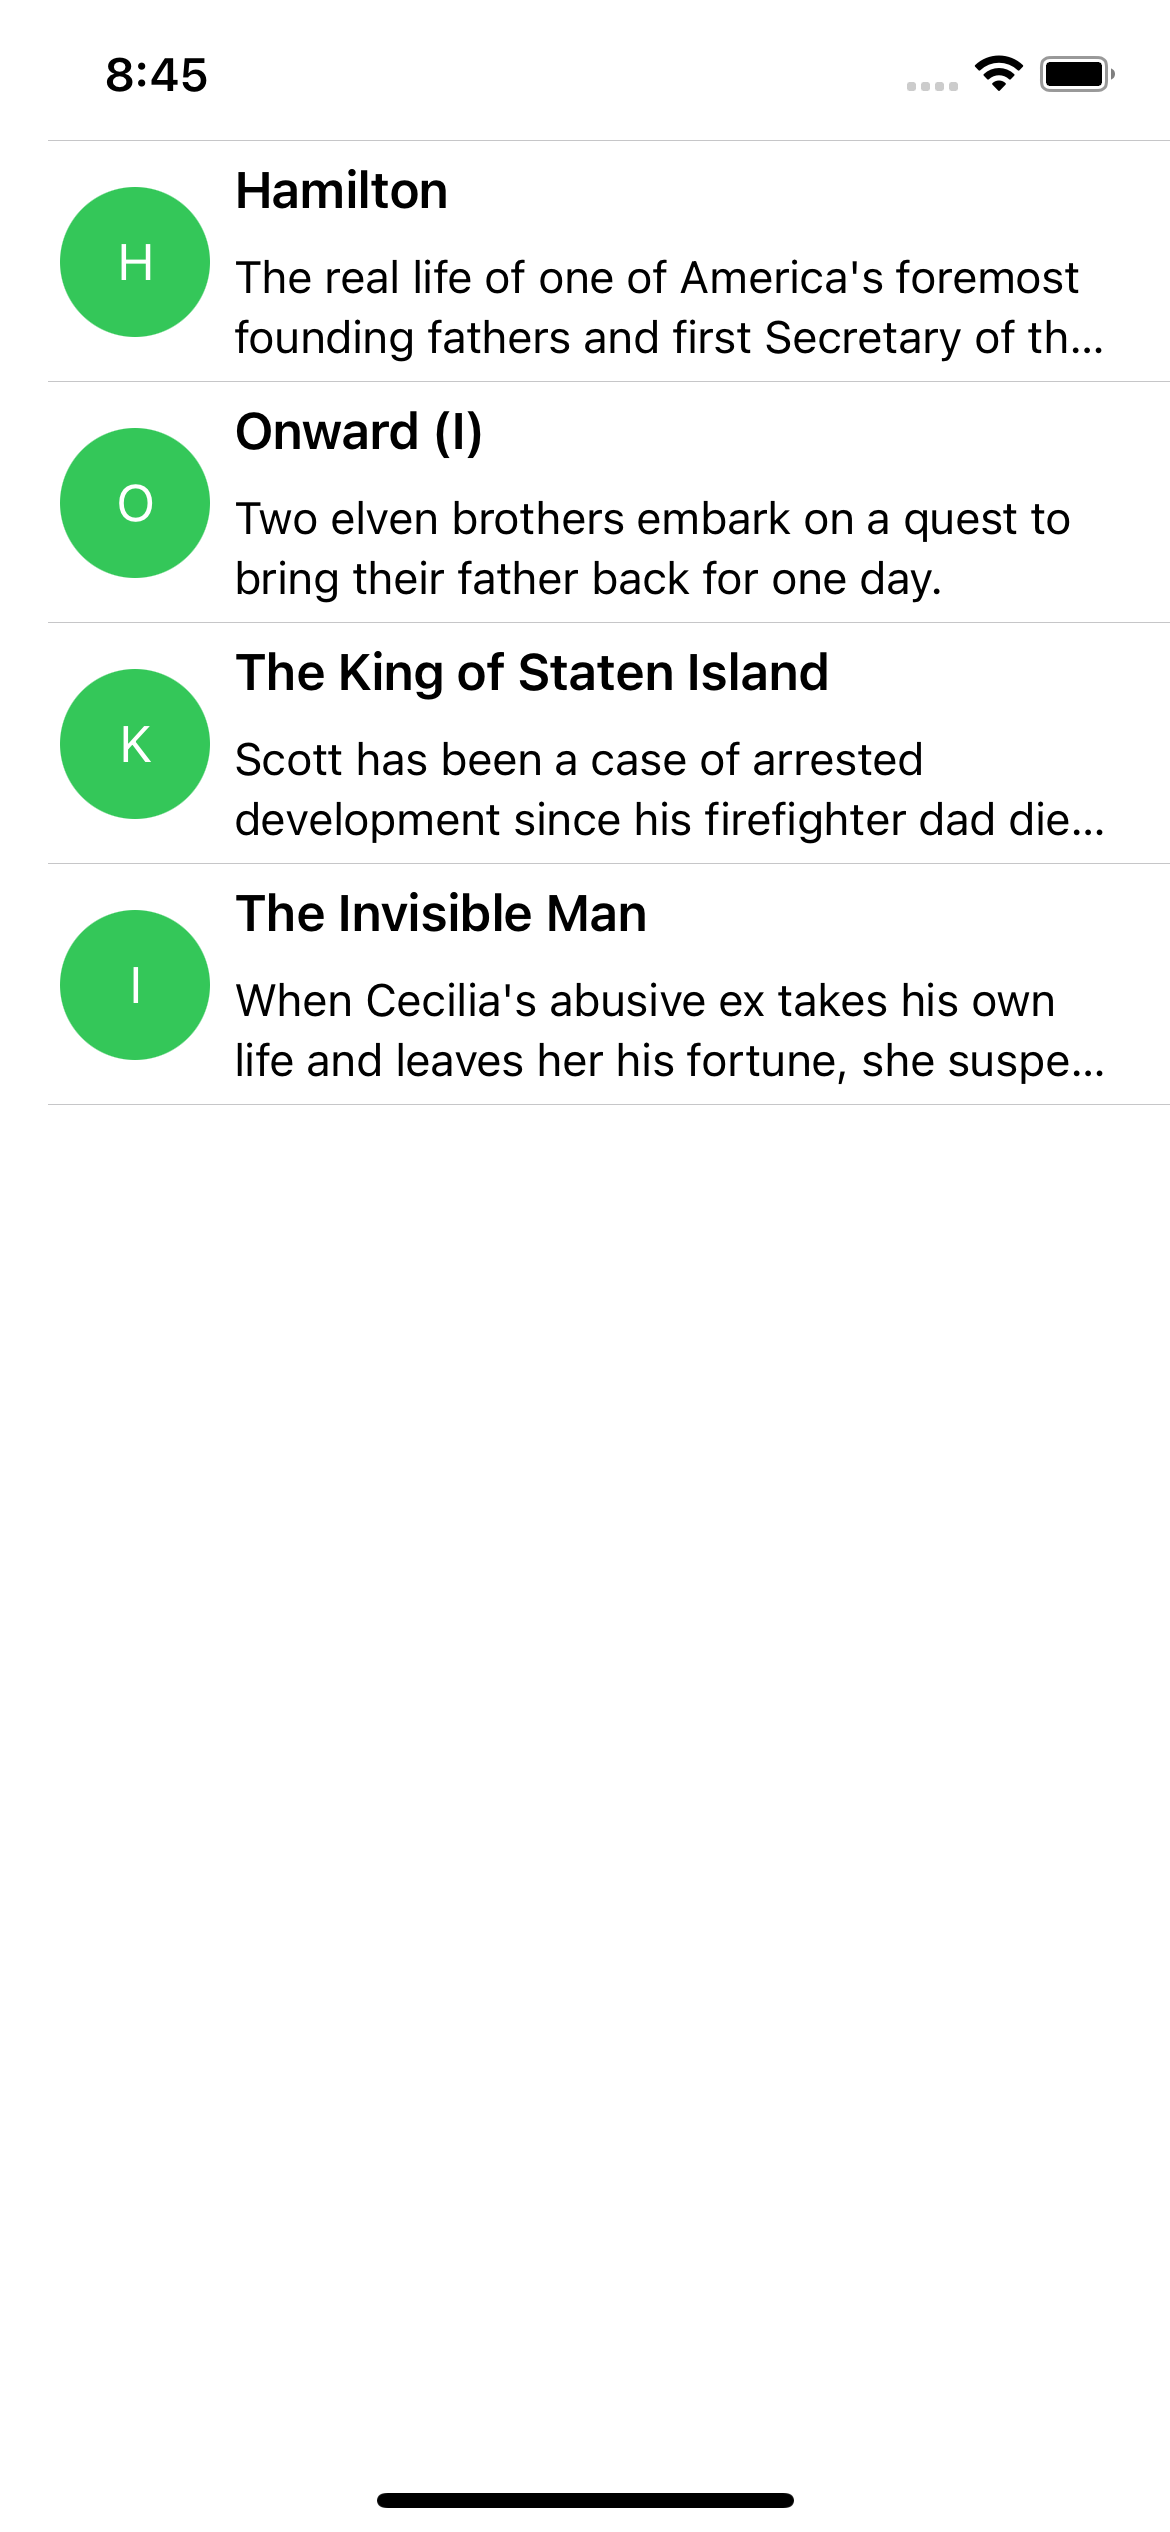 8:45
Hamilton
H
The real life of one of America's foremost
founding fathers and first Secretary of th...
Onward (I)
O
Two elven brothers embark on a quest to
bring their father back for one day.
The King of Staten Island
K
Scott has been a case of arrested
development since his firefighter dad die...
The Invisible Man
I
When Cecilia's abusive ex takes his own
life and leaves her his fortune, she suspe...